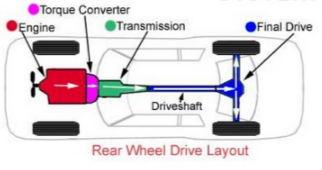 Torque Converter
Engine
Transmission
Final Drive
Driveshaft
Rear Wheel Drive Layout